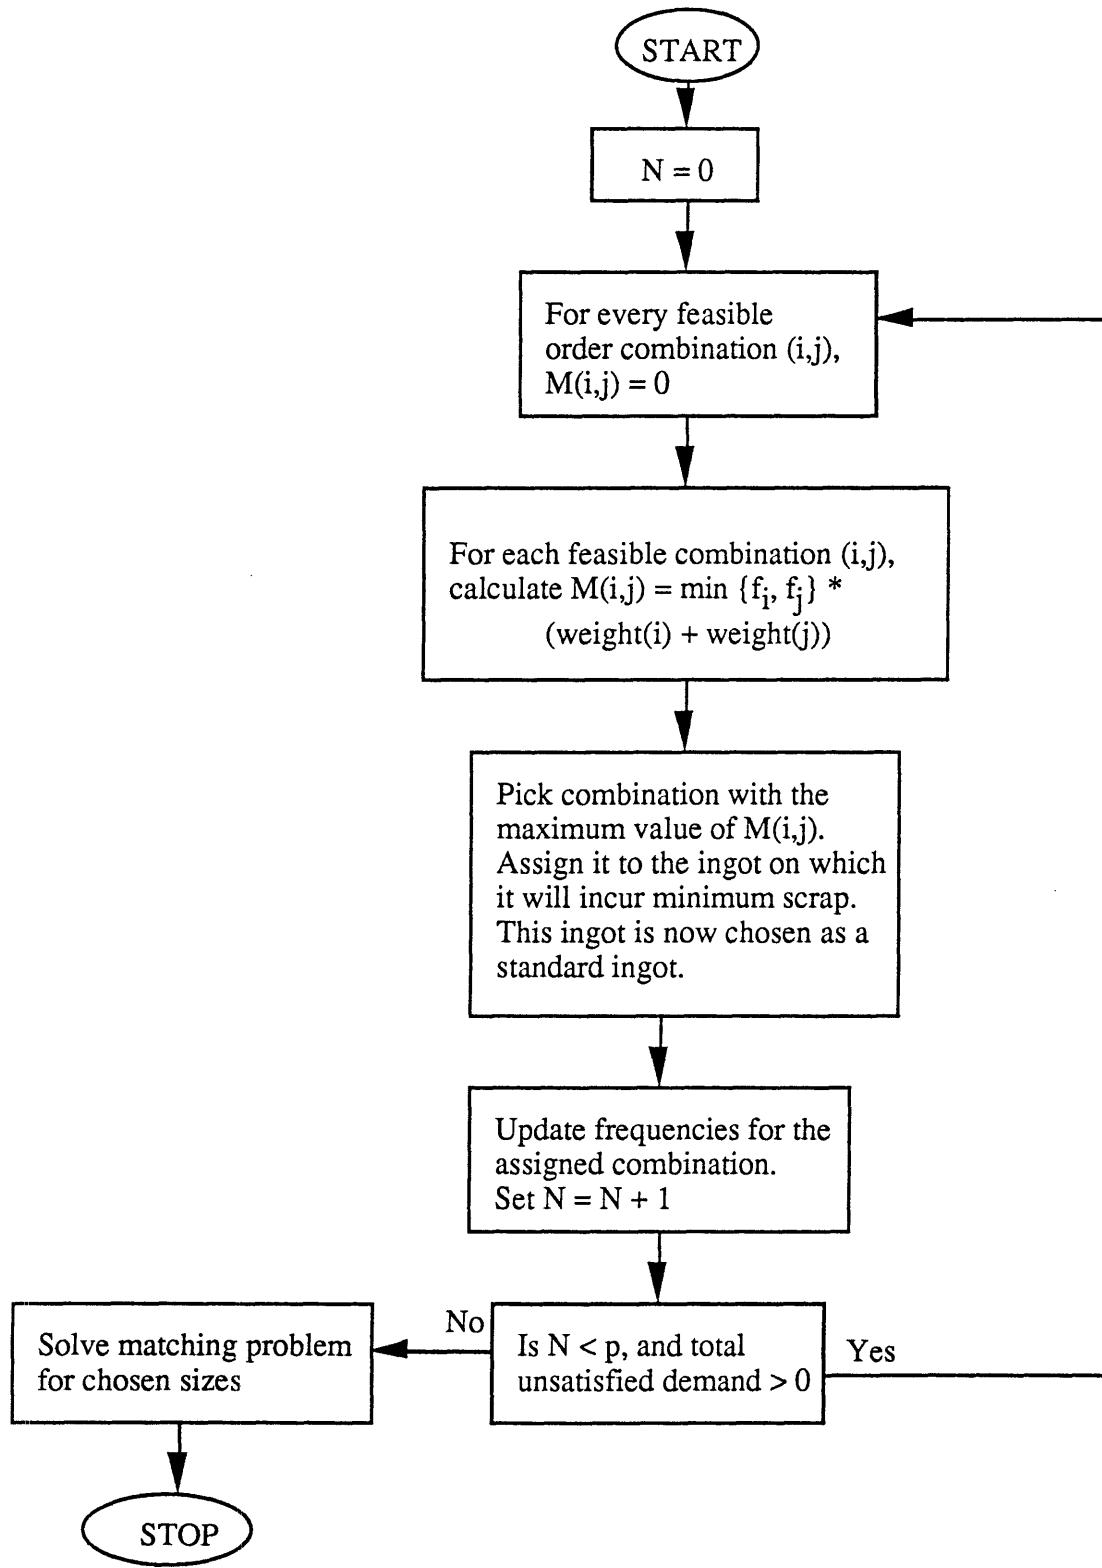 START
N = 0
For every feasible
order combination (i,j),
M(i,j) = 0
For each feasible combination (i,j),
calculate M(i,j) = min {f_i, f_j} *
(weight(i) + weight(j))
Pick combination with the
maximum value of M(i,j).
Assign it to the ingot on which
it will incur minimum scrap.
This ingot is now chosen as a
standard ingot.
Update frequencies for the
assigned combination.
Set N = N + 1
Is N < p, and total
unsatisfied demand > 0
No
Yes
Solve matching problem
for chosen sizes
STOP